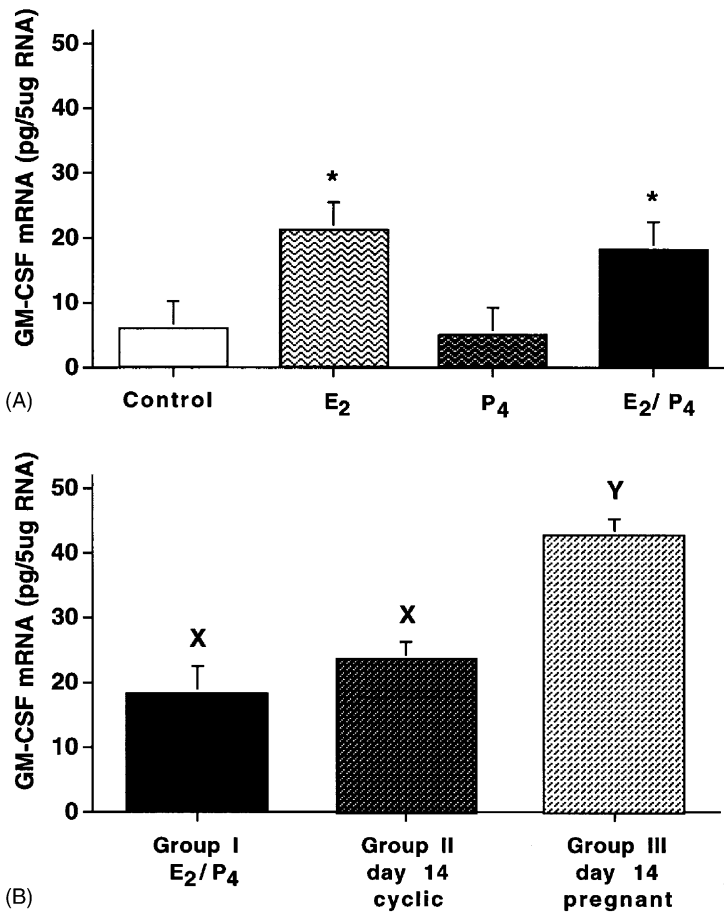 50
40
30
20
10
0
GM-CSF mRNA (pg/5ug RNA)
* *
Control E₂ P₄ E₂/ P₄
(A)
50
40
30
20
10
0
GM-CSF mRNA (pg/5ug RNA)
X X Y
Group I Group II Group III
E₂/P₄ day 14 day 14
cyclic pregnant
(B)